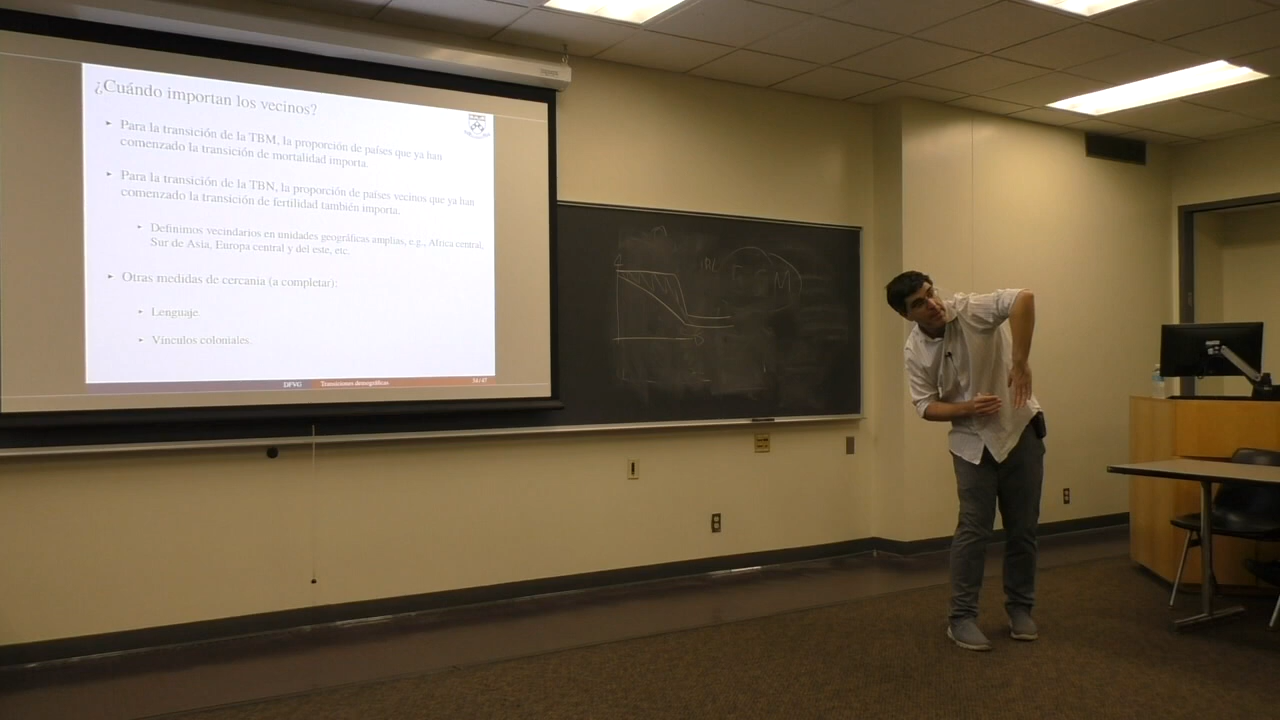 ¿Cuándo importan los vecinos?
Para la transición de la TBM, la proporción de países que ya han
comenzado la transición de mortalidad importa.
Para la transición de la TBN, la proporción de países vecinos que ya han
comenzado la transición de fertilidad también importa.
Definimos vecindarios en unidades geográficas amplias, e.g., Africa central,
Sur de Asia, Europa central y del este, etc.
Otras medidas de cercania (a completar):
Lenguaje.
Vínculos coloniales.
DFVG Transiciones demográficas 34/47
M